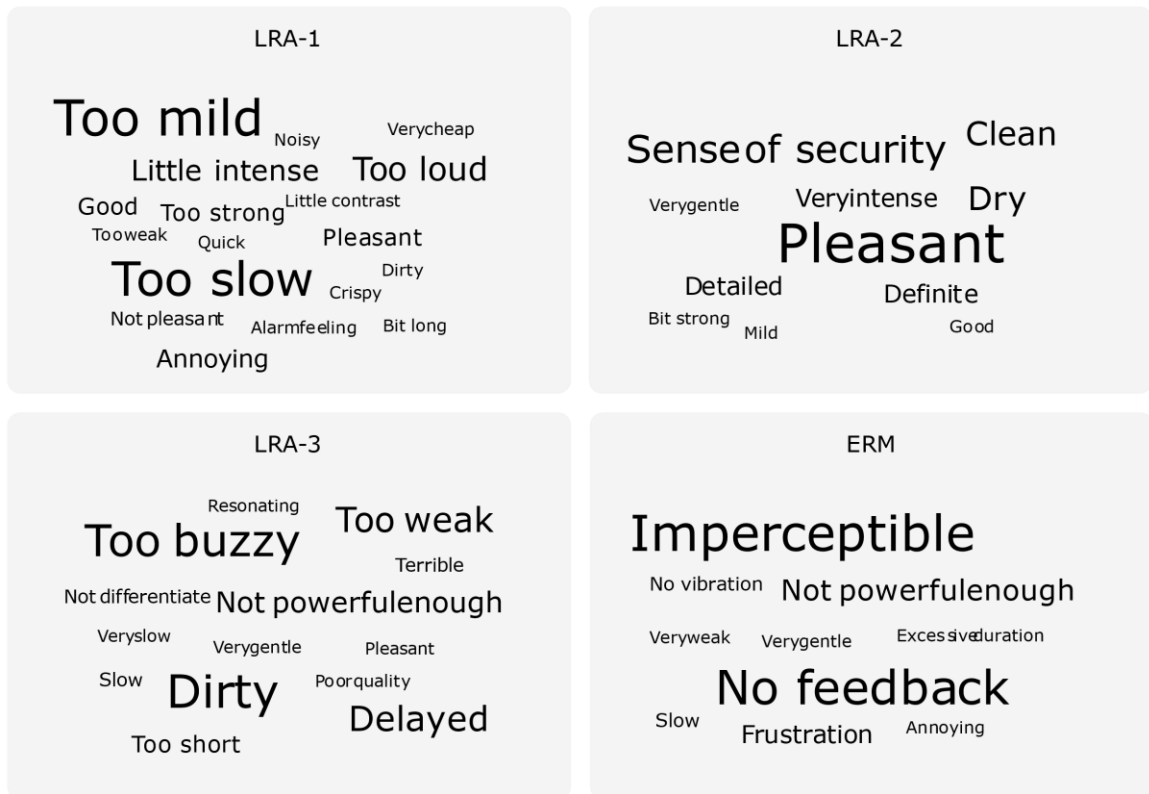 LRA-1
Too mild
Noisy
Verycheap
Little intense
Too loud
Good
Too strong
Little contrast
Tooweak
Quick
Pleasant
Too slow
Crispy
Dirty
Not pleasant
Alarmfeeling
Bit long
Annoying
LRA-2
Senseof security
Clean
Verygentle
Veryintense
Dry
Pleasant
Detailed
Definite
Bit strong
Mild
Good
LRA-3
Resonating
Too buzzy
Too weak
Terrible
Not differentiate
Not powerfulenough
Veryslow
Verygentle
Pleasant
Slow
Dirty
Poorquality
Delayed
Too short
ERM
Imperceptible
No vibration
Not powerfulenough
Veryweak
Verygentle
Excessiveduration
No feedback
Slow
Frustration
Annoying